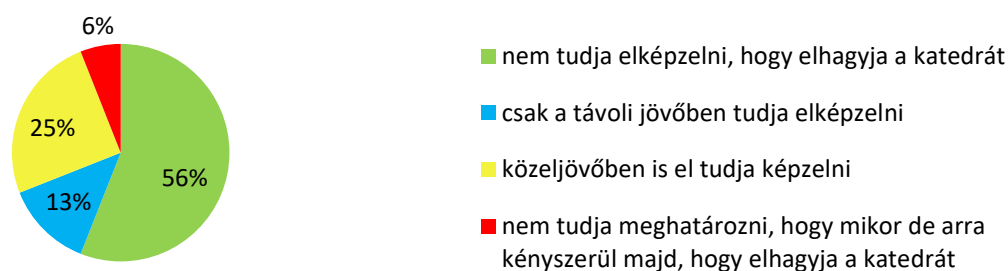 6%
25%
13%
56%
nem tudja elképzelni, hogy elhagyja a katedrát
csak a távoli jövőben tudja elképzelni
közeljövőben is el tudja képzelni
nem tudja meghatározni, hogy mikor de arra
kényszerül majd, hogy elhagyja a katedrát